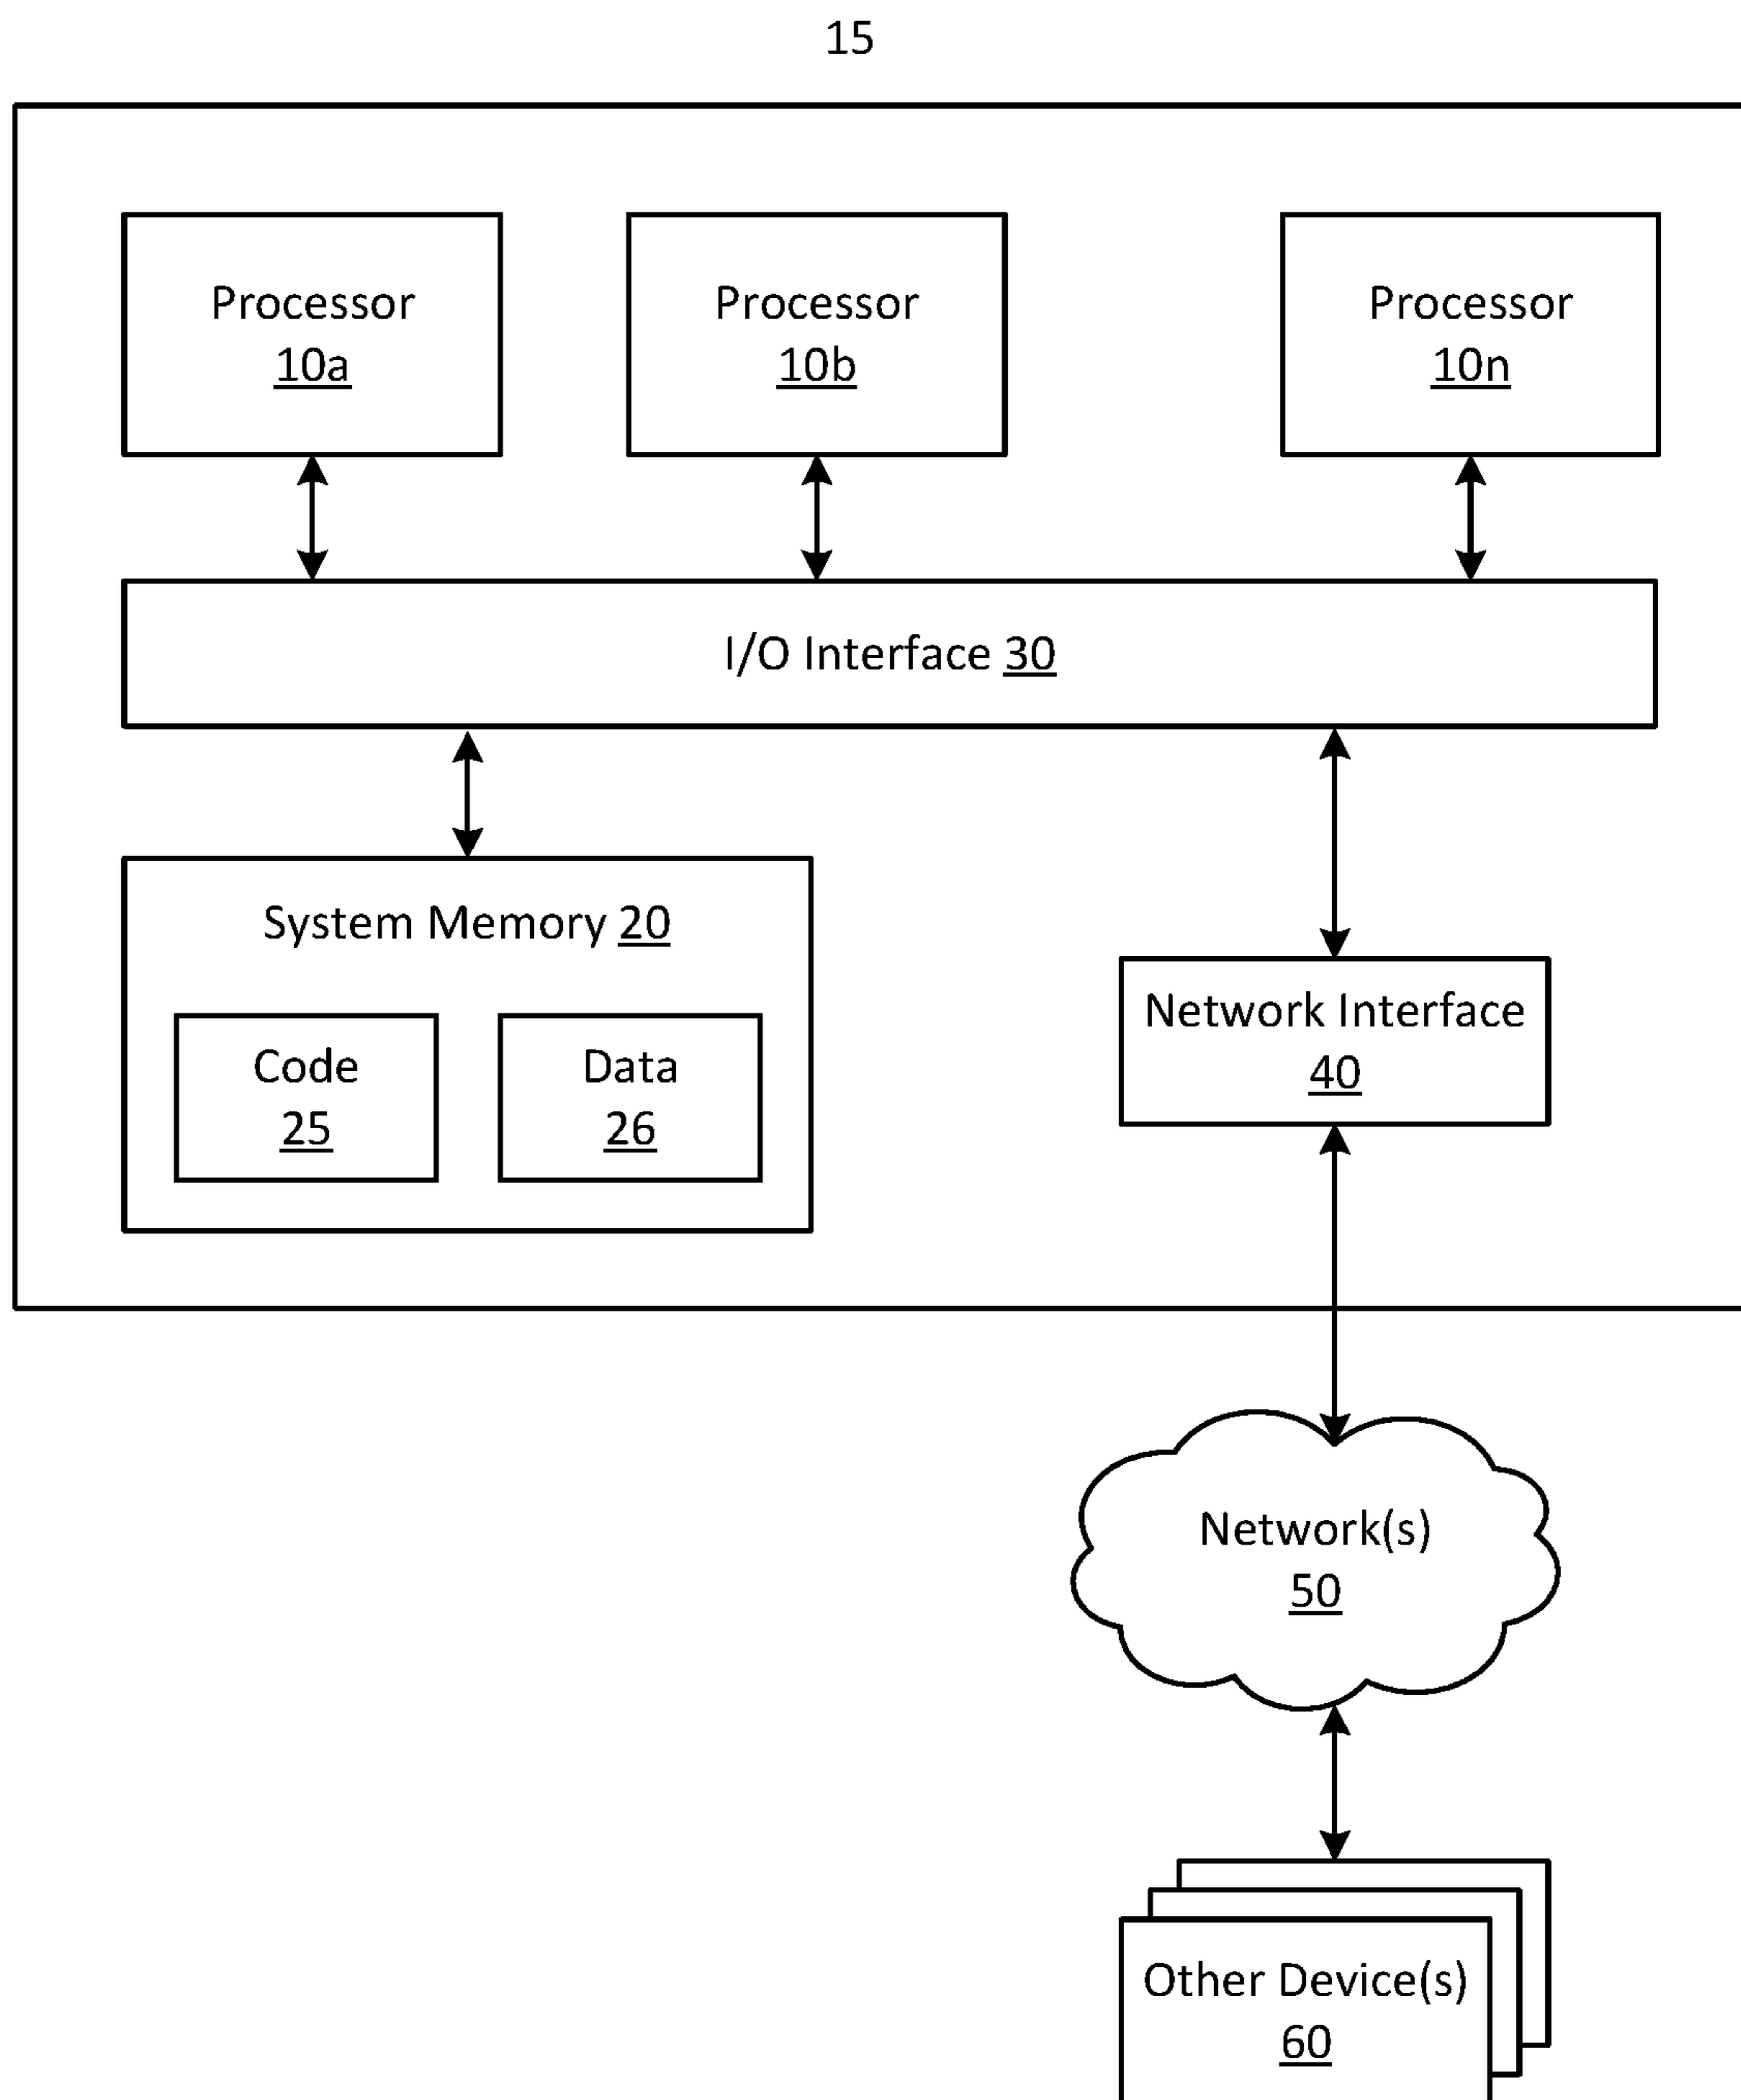 15
Processor
10a
Processor
10b
Processor
10n
I/O Interface 30
System Memory 20
Code
25
Data
26
Network Interface
40
Network(s)
50
Other Device(s)
60